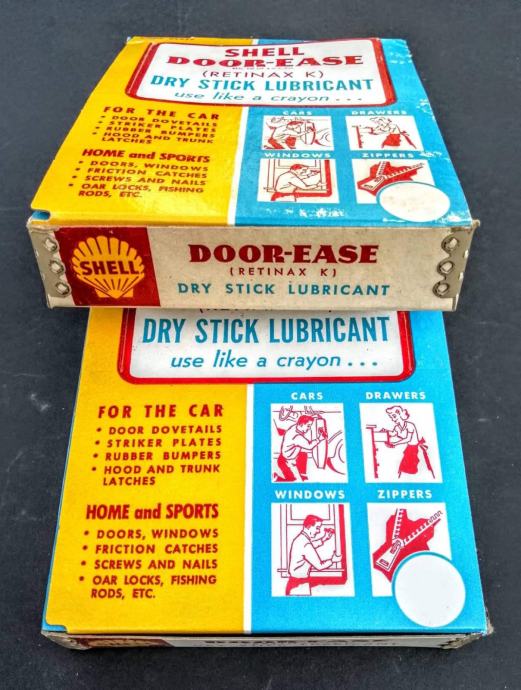 SHELL
DOOR-EASE
(RETINAX K)
DRY STICK LUBRICANT
use like a crayon...
FOR THE CAR
• DOOR DOVETAILS
• STRIKER PLATES
• RUBBER BUMPERS
• HOOD AND TRUNK
HOME and SPORTS
• DOORS, WINDOWS
• FRICTION CATCHES
• SCREWS AND NAILS
• OAR LOCKS, FISHING
RODS, ETC.
CARS
DRAWERS
WINDOWS
ZIPPERS
SHELL
DOOR-EASE
(RETINAX K)
DRY STICK LUBRICANT
DRY STICK LUBRICANT
use like a crayon...
FOR THE CAR
• DOOR DOVETAILS
• STRIKER PLATES
• RUBBER BUMPERS
• HOOD AND TRUNK
LATCHES
HOME and SPORTS
• DOORS, WINDOWS
• FRICTION CATCHES
• SCREWS AND NAILS
• OAR LOCKS, FISHING
RODS, ETC.
CARS
DRAWERS
WINDOWS
ZIPPERS